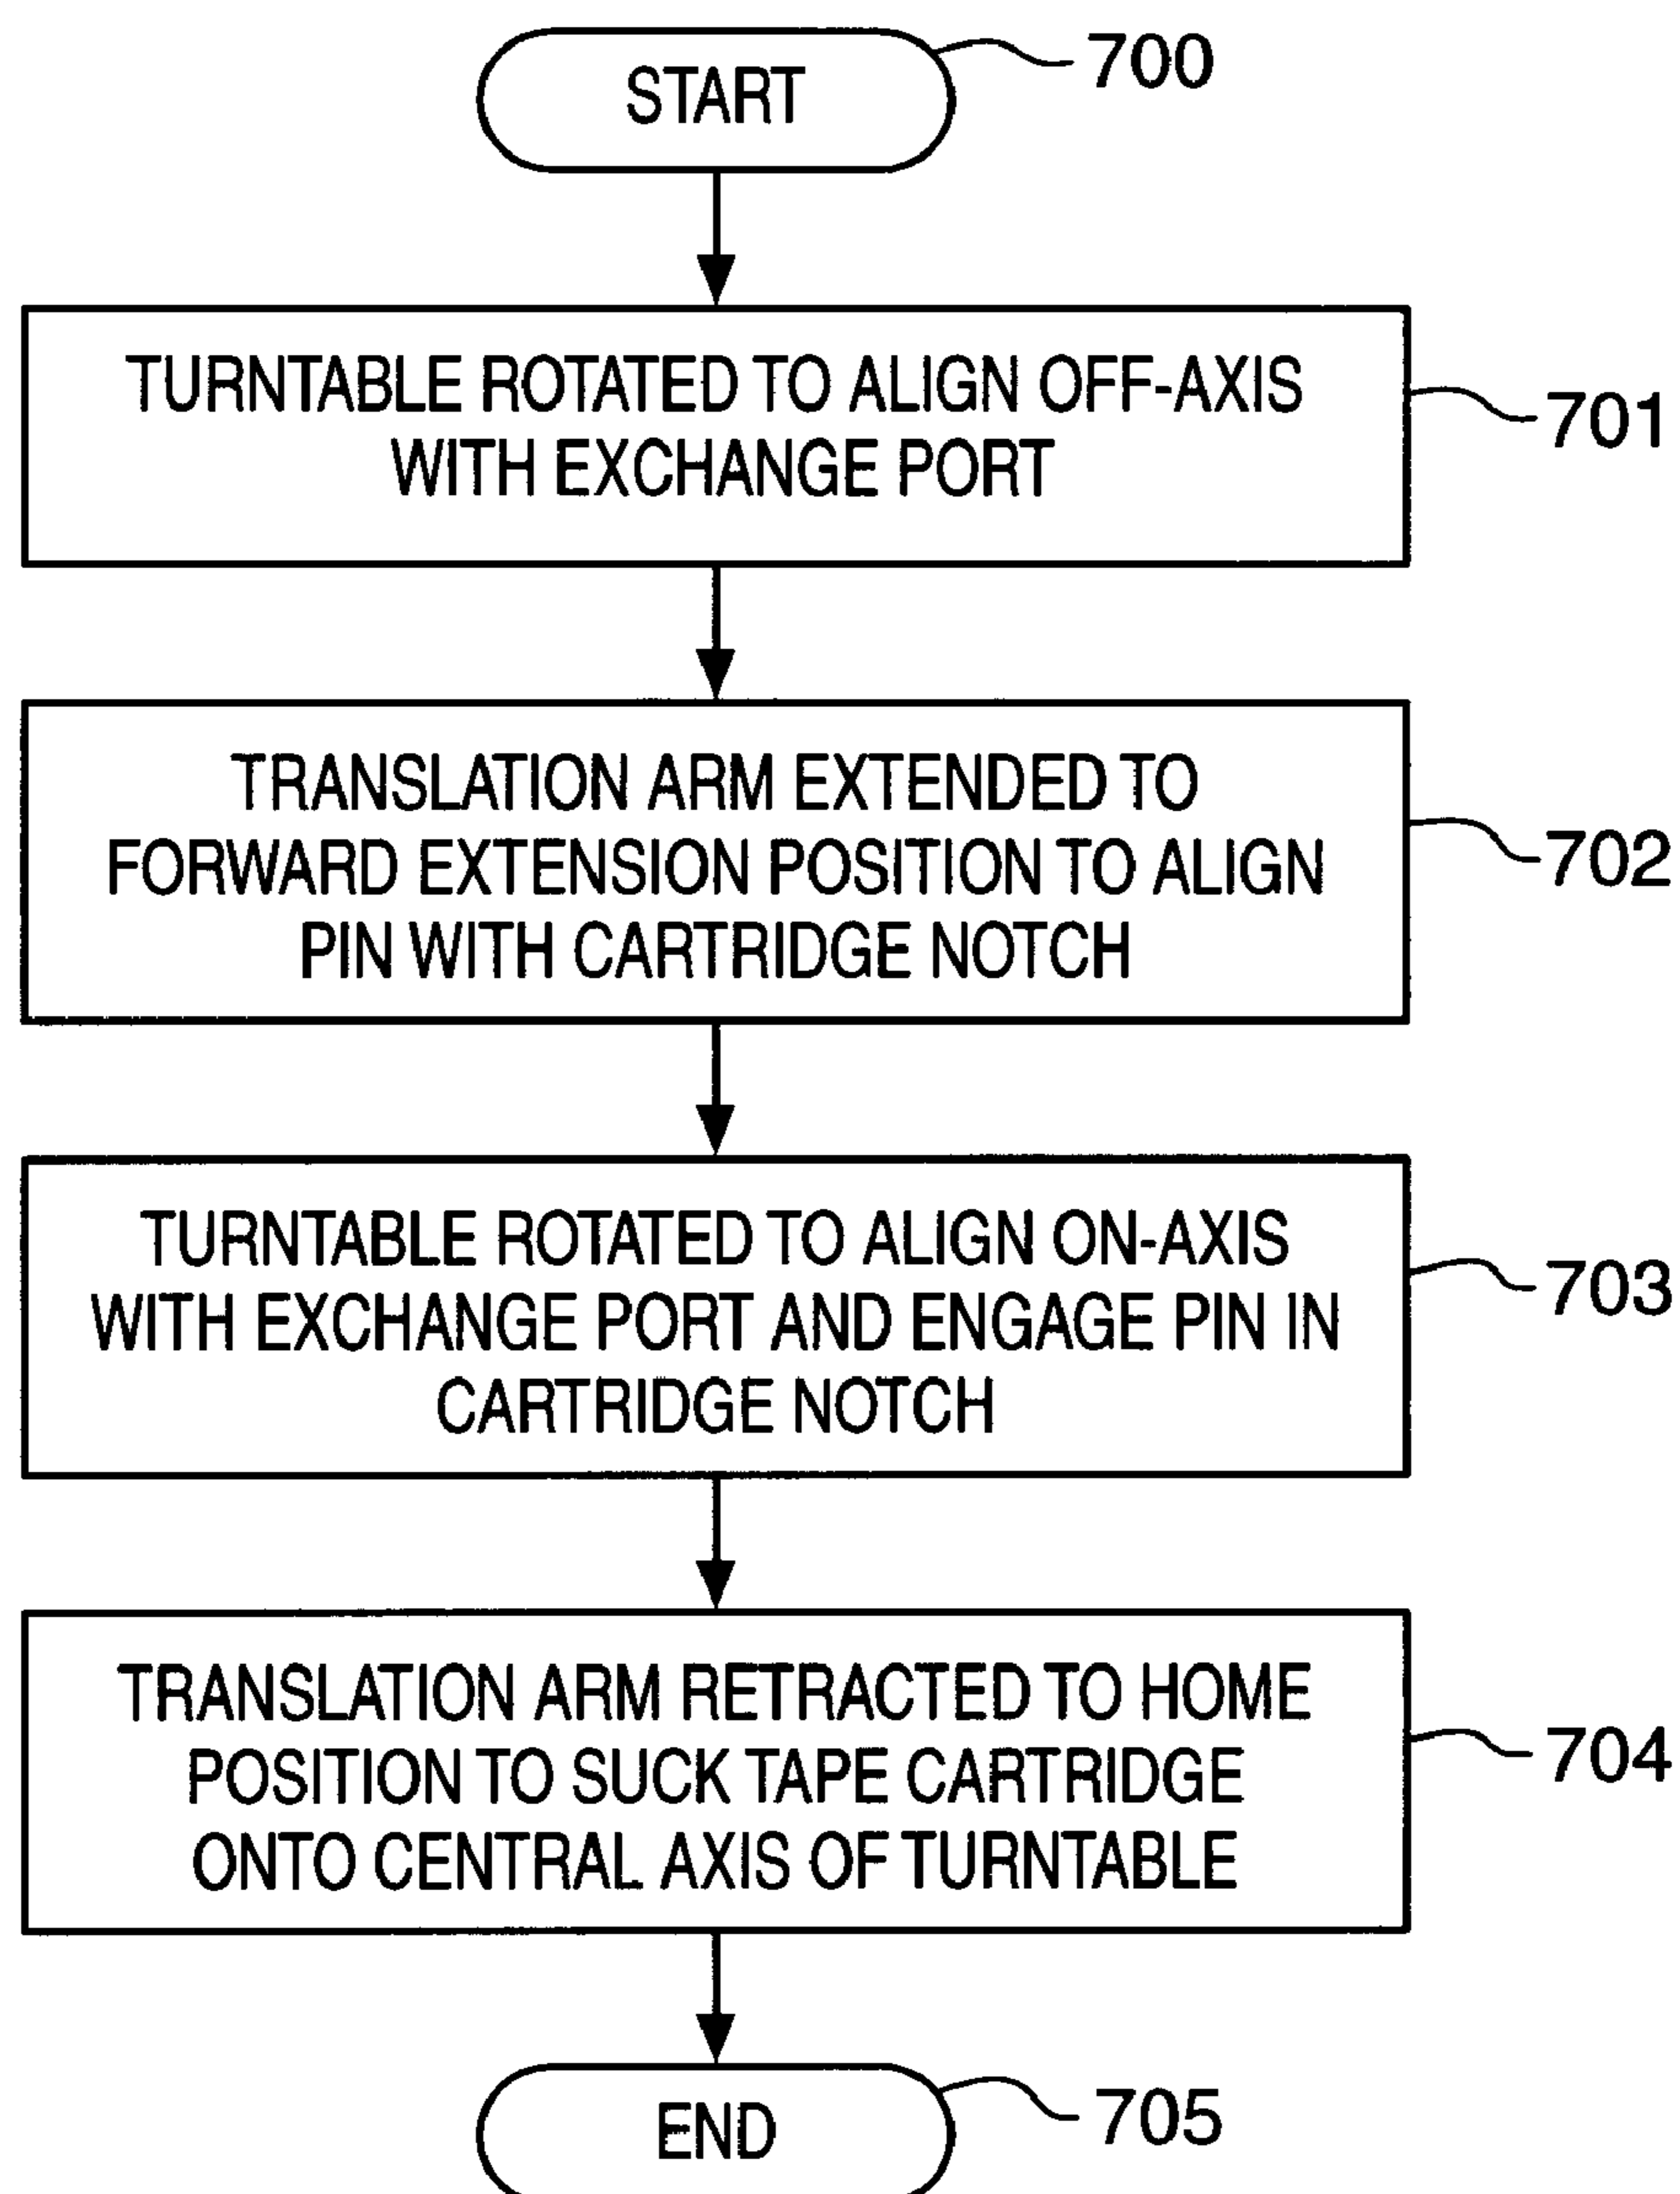 START
700
TURNTABLE ROTATED TO ALIGN OFF-AXIS
WITH EXCHANGE PORT
701
TRANSLATION ARM EXTENDED TO
FORWARD EXTENSION POSITION TO ALIGN
PIN WITH CARTRIDGE NOTCH
702
TURNTABLE ROTATED TO ALIGN ON-AXIS
WITH EXCHANGE PORT AND ENGAGE PIN IN
CARTRIDGE NOTCH
703
TRANSLATION ARM RETRACTED TO HOME
POSITION TO SUCK TAPE CARTRIDGE
ONTO CENTRAL AXIS OF TURNTABLE
704
END
705